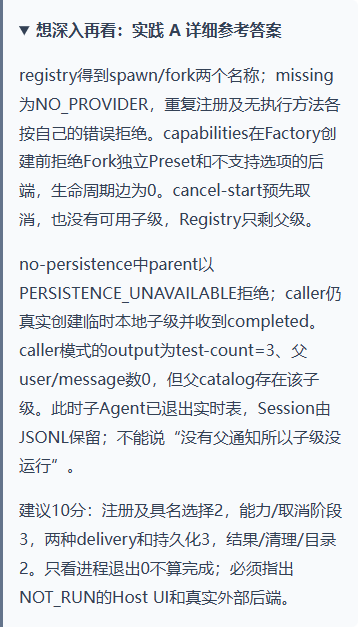 ▼ 想深入再看：实践 A 详细参考答案
registry得到spawn/fork两个名称；missing
为NO_PROVIDER，重复注册及无执行方法各
按自己的错误拒绝。capabilities在Factory创
建前拒绝Fork独立Preset和不支持选项的后
端，生命周期边为0。cancel-start预先取
消，也没有可用子级，Registry只剩父级。
no-persistence中parent以
PERSISTENCE_UNAVAILABLE拒绝；caller仍
真实创建临时本地子级并收到completed。
caller模式的output为test-count=3、父
user/message数0，但父catalog存在该子
级。此时子Agent已退出实时表，Session由
JSONL保留；不能说“没有父通知所以子级没
运行”。
建议10分：注册及具名选择2，能力/取消阶段
3，两种delivery和持久化3，结果/清理/目录
2。只看进程退出0不算完成；必须指出
NOT_RUN的Host UI和真实外部后端。